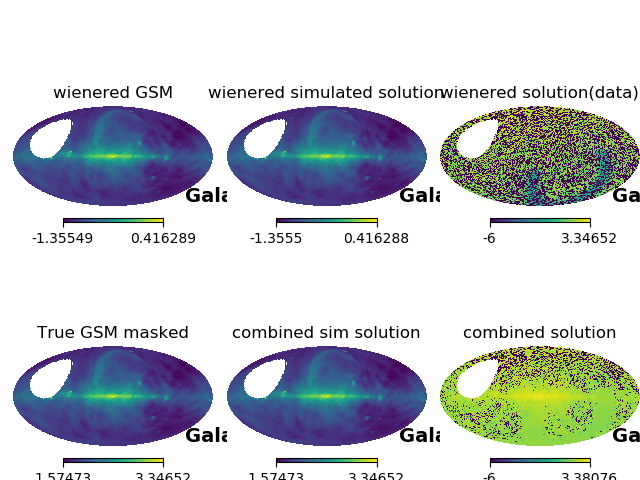 wienered GSM
wienered simulated solution
wienered solution(data)
Gala
Gala
Ga
-1.35549 0.416289
-1.3555 0.416288
-6 3.34652
True GSM masked
combined sim solution
combined solution
Gala
Gala
Ga
1.57473 3.34652
1.57473 3.34652
-6 3.38076